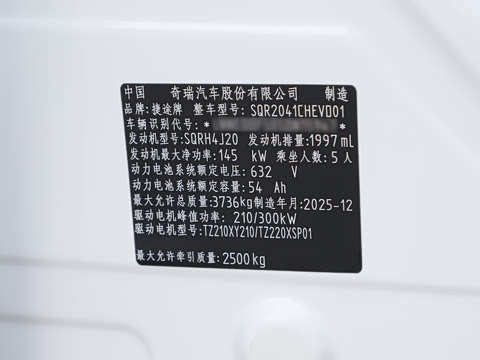 中国 奇瑞汽车股份有限公司 制造
品牌:捷途牌 整车型号:SQR2041CHEVD01
车辆识别代号:* *
发动机型号:SQRH4J20 发动机排量:1997mL
发动机最大净功率:145 kW 乘坐人数:5人
动力电池系统额定电压:632 V
动力电池系统额定容量:54 Ah
最大允许总质量:3736kg制造年月:2025-12
驱动电机峰值功率: 210/300kW
驱动电机型号:TZ210XY210/TZ220XSP01
最大允许牵引质量:2500kg